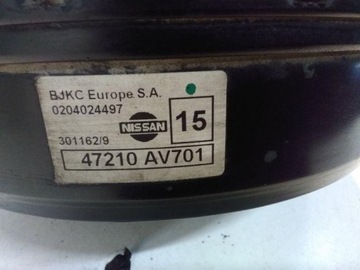 BJKC Europe S.A.
0204024497
NISSAN
15
301162/9
47210 AV701